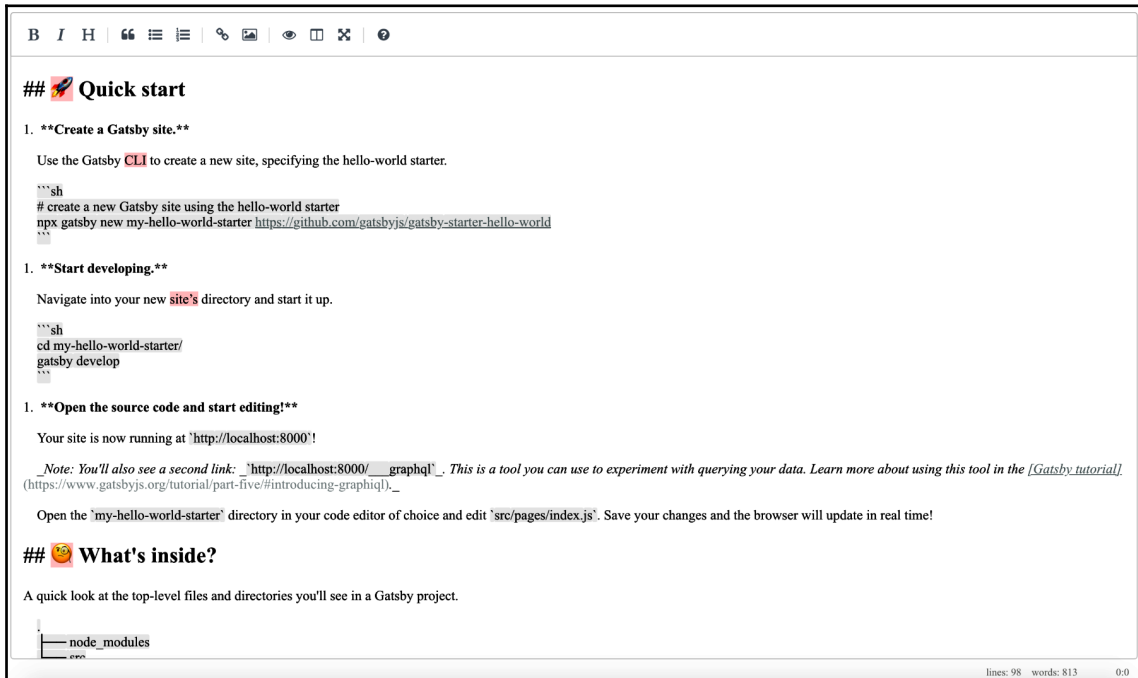 B I H
## 🚀 Quick start
1. **Create a Gatsby site.**
Use the Gatsby CLI to create a new site, specifying the hello-world starter.
```sh
# create a new Gatsby site using the hello-world starter
npx gatsby new my-hello-world-starter https://github.com/gatsbyjs/gatsby-starter-hello-world
```
1. **Start developing.**
Navigate into your new site’s directory and start it up.
```sh
cd my-hello-world-starter/
gatsby develop
```
1. **Open the source code and start editing!**
Your site is now running at `http://localhost:8000`!
_Note: You'll also see a second link: _`http://localhost:8000/___graphql`_. This is a tool you can use to experiment with querying your data. Learn more about using this tool in the [Gatsby tutorial]
(https://www.gatsbyjs.org/tutorial/part-five/#introducing-graphiql)._
Open the `my-hello-world-starter` directory in your code editor of choice and edit `src/pages/index.js`. Save your changes and the browser will update in real time!
## 🧐 What's inside?
A quick look at the top-level files and directories you'll see in a Gatsby project.
.
├── node_modules
├── src
lines: 98 words: 813 0:0